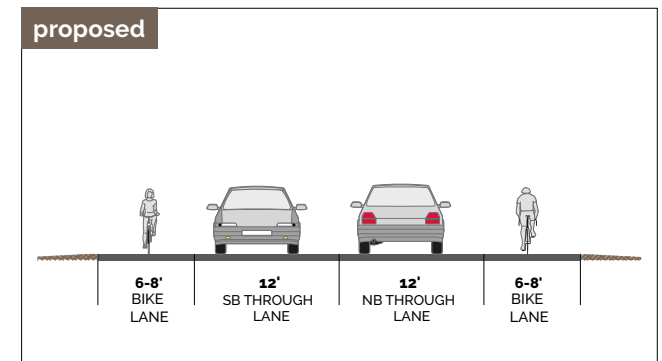 proposed
6-8'
BIKE
LANE
12'
SB THROUGH
LANE
12'
NB THROUGH
LANE
6-8'
BIKE
LANE